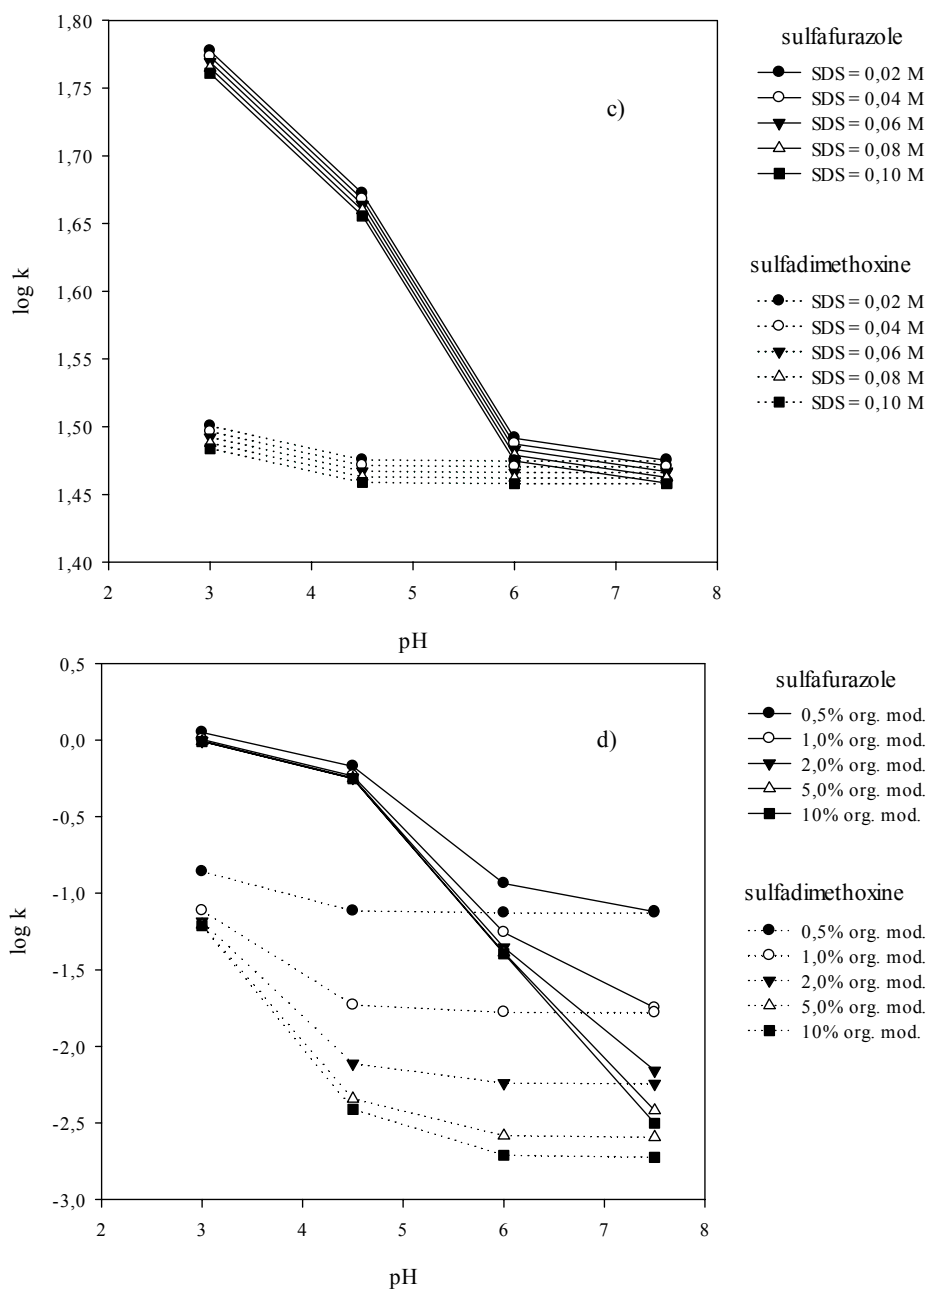 1,80
1,75
1,70
1,65
1,60
1,55
1,50
1,45
1,40
log k
2 3 4 5 6 7 8
pH
c)
sulfafurazole
SDS = 0,02 M
SDS = 0,04 M
SDS = 0,06 M
SDS = 0,08 M
SDS = 0,10 M
sulfadimethoxine
SDS = 0,02 M
SDS = 0,04 M
SDS = 0,06 M
SDS = 0,08 M
SDS = 0,10 M
0,5
0,0
-0,5
-1,0
-1,5
-2,0
-2,5
-3,0
log k
2 3 4 5 6 7 8
pH
d)
sulfafurazole
0,5% org. mod.
1,0% org. mod.
2,0% org. mod.
5,0% org. mod.
10% org. mod.
sulfadimethoxine
0,5% org. mod.
1,0% org. mod.
2,0% org. mod.
5,0% org. mod.
10% org. mod.